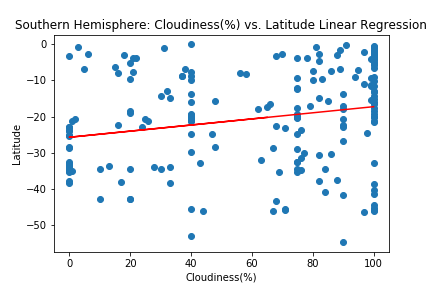 Southern Hemisphere: Cloudiness(%) vs. Latitude Linear Regression
0
−10
−20
−30
−40
−50
Latitude
0 20 40 60 80 100
Cloudiness(%)